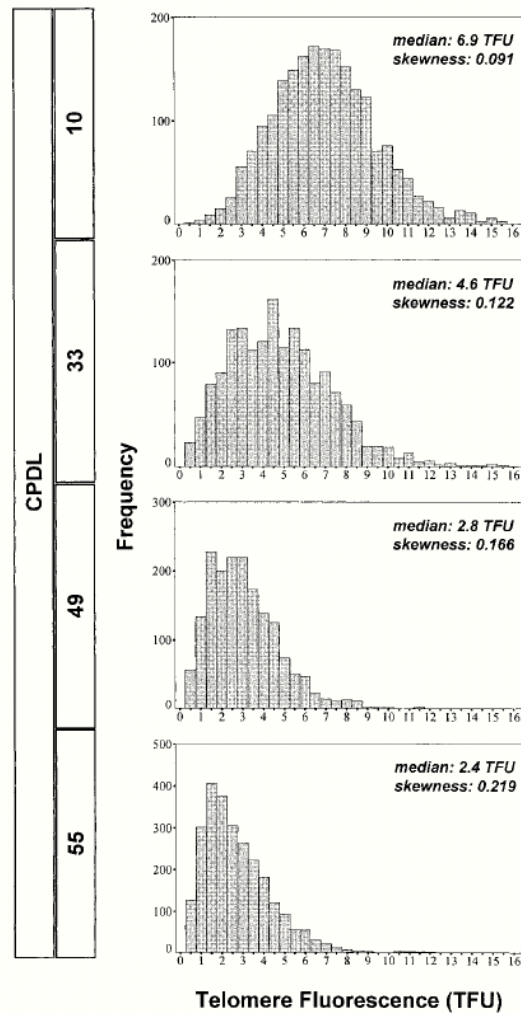 CPDL
Frequency
10
200
100
0
median: 6.9 TFU
skewness: 0.091
0 1 2 3 4 5 6 7 8 9 10 11 12 13 14 15 16
33
200
100
0
median: 4.6 TFU
skewness: 0.122
0 1 2 3 4 5 6 7 8 9 10 11 12 13 14 15 16
49
300
200
100
0
median: 2.8 TFU
skewness: 0.166
0 1 2 3 4 5 6 7 8 9 10 11 12 13 14 15 16
55
500
400
300
200
100
0
median: 2.4 TFU
skewness: 0.219
0 1 2 3 4 5 6 7 8 9 10 11 12 13 14 15 16
Telomere Fluorescence (TFU)